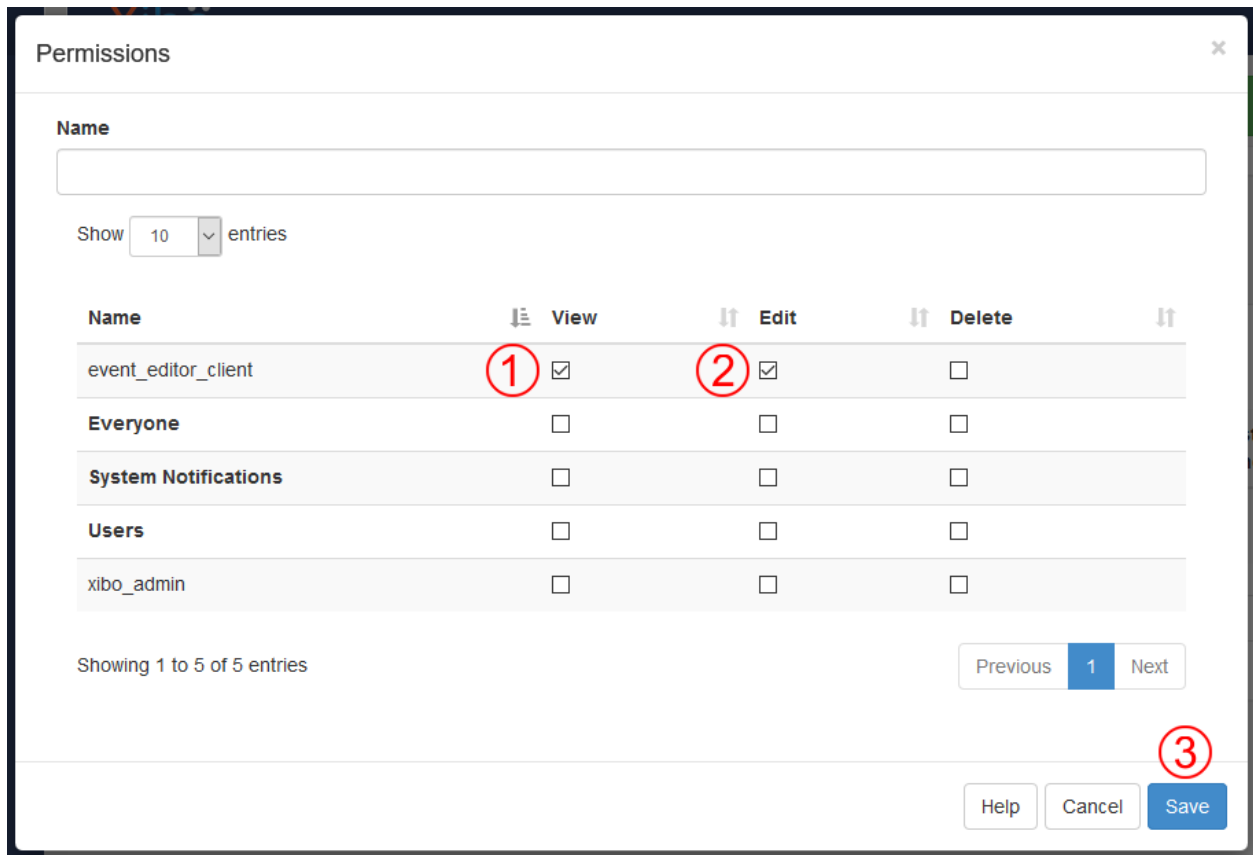 Permissions ×
Name
Show 10 entries
Name View Edit Delete
event_editor_client 1 2
Everyone
System Notifications
Users
xibo_admin
Showing 1 to 5 of 5 entries Previous 1 Next
3
Help Cancel Save